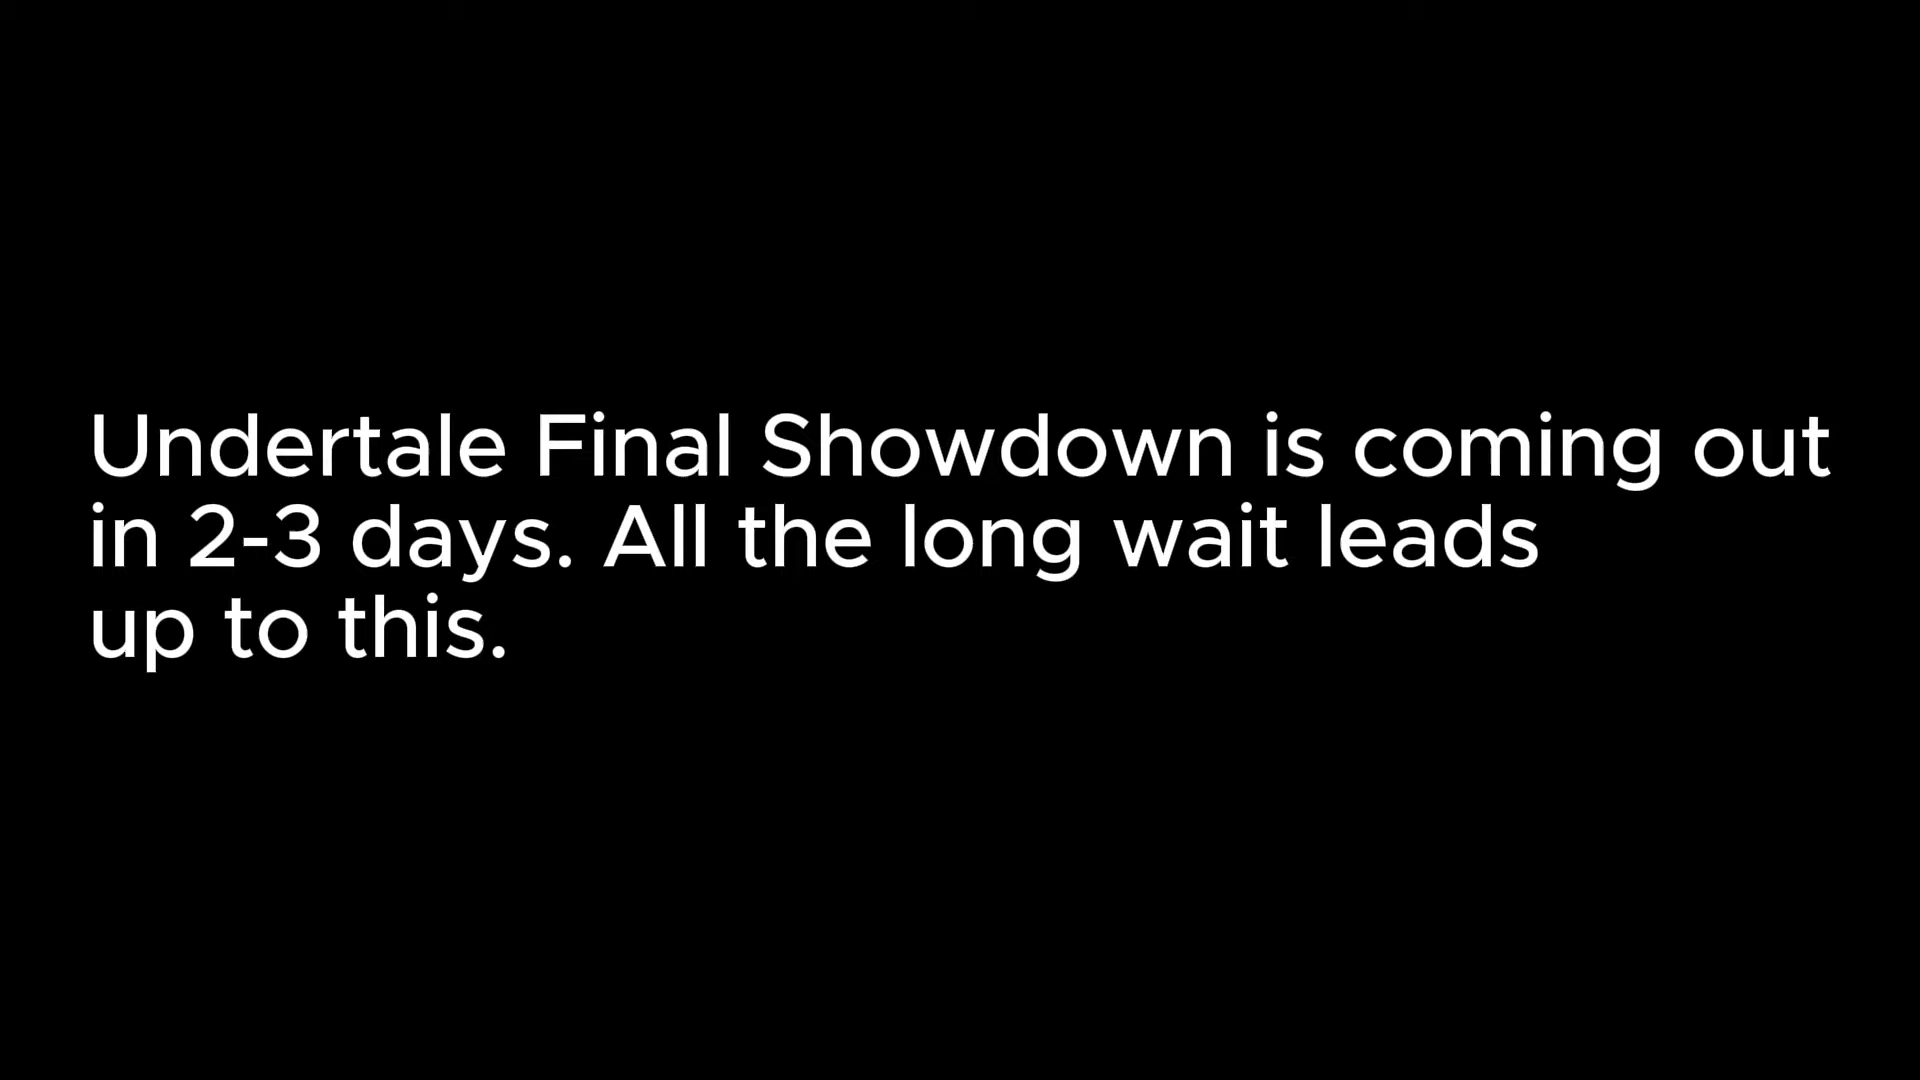 Undertale Final Showdown is coming out
in 2-3 days. All the long wait leads
up to this.